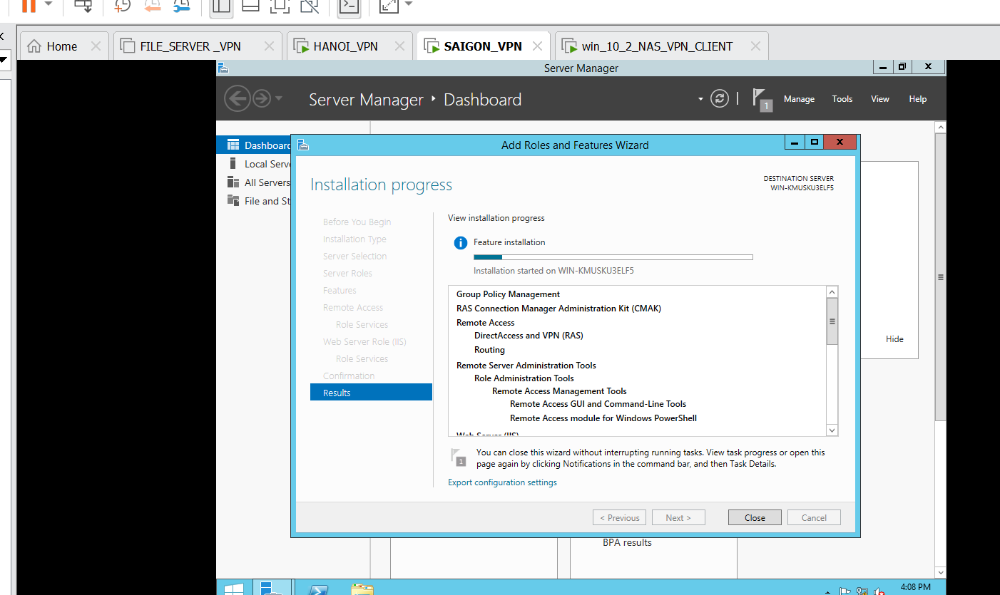 Home
FILE_SERVER _VPN
HANOI_VPN
SAIGON_VPN
win_10_2_NAS_VPN_CLIENT
Server Manager
Server Manager Dashboard
1
Manage
Tools
View
Help
Dashboard
Local Serve
All Servers
File and St
Add Roles and Features Wizard
Installation progress
DESTINATION SERVER
WIN-KMUSKU3ELF5
Before You Begin
Installation Type
Server Selection
Server Roles
Features
Remote Access
Role Services
Web Server Role (IIS)
Role Services
Confirmation
Results
View installation progress
Feature installation
Installation started on WIN-KMUSKU3ELF5
Group Policy Management
RAS Connection Manager Administration Kit (CMAK)
Remote Access
DirectAccess and VPN (RAS)
Routing
Remote Server Administration Tools
Role Administration Tools
Remote Access Management Tools
Remote Access GUI and Command-Line Tools
Remote Access module for Windows PowerShell
Web Server (IIS)
1
You can close this wizard without interrupting running tasks. View task progress or open this
page again by clicking Notifications in the command bar, and then Task Details.
Export configuration settings
< Previous
Next >
Close
Cancel
Hide
BPA results
4:08 PM